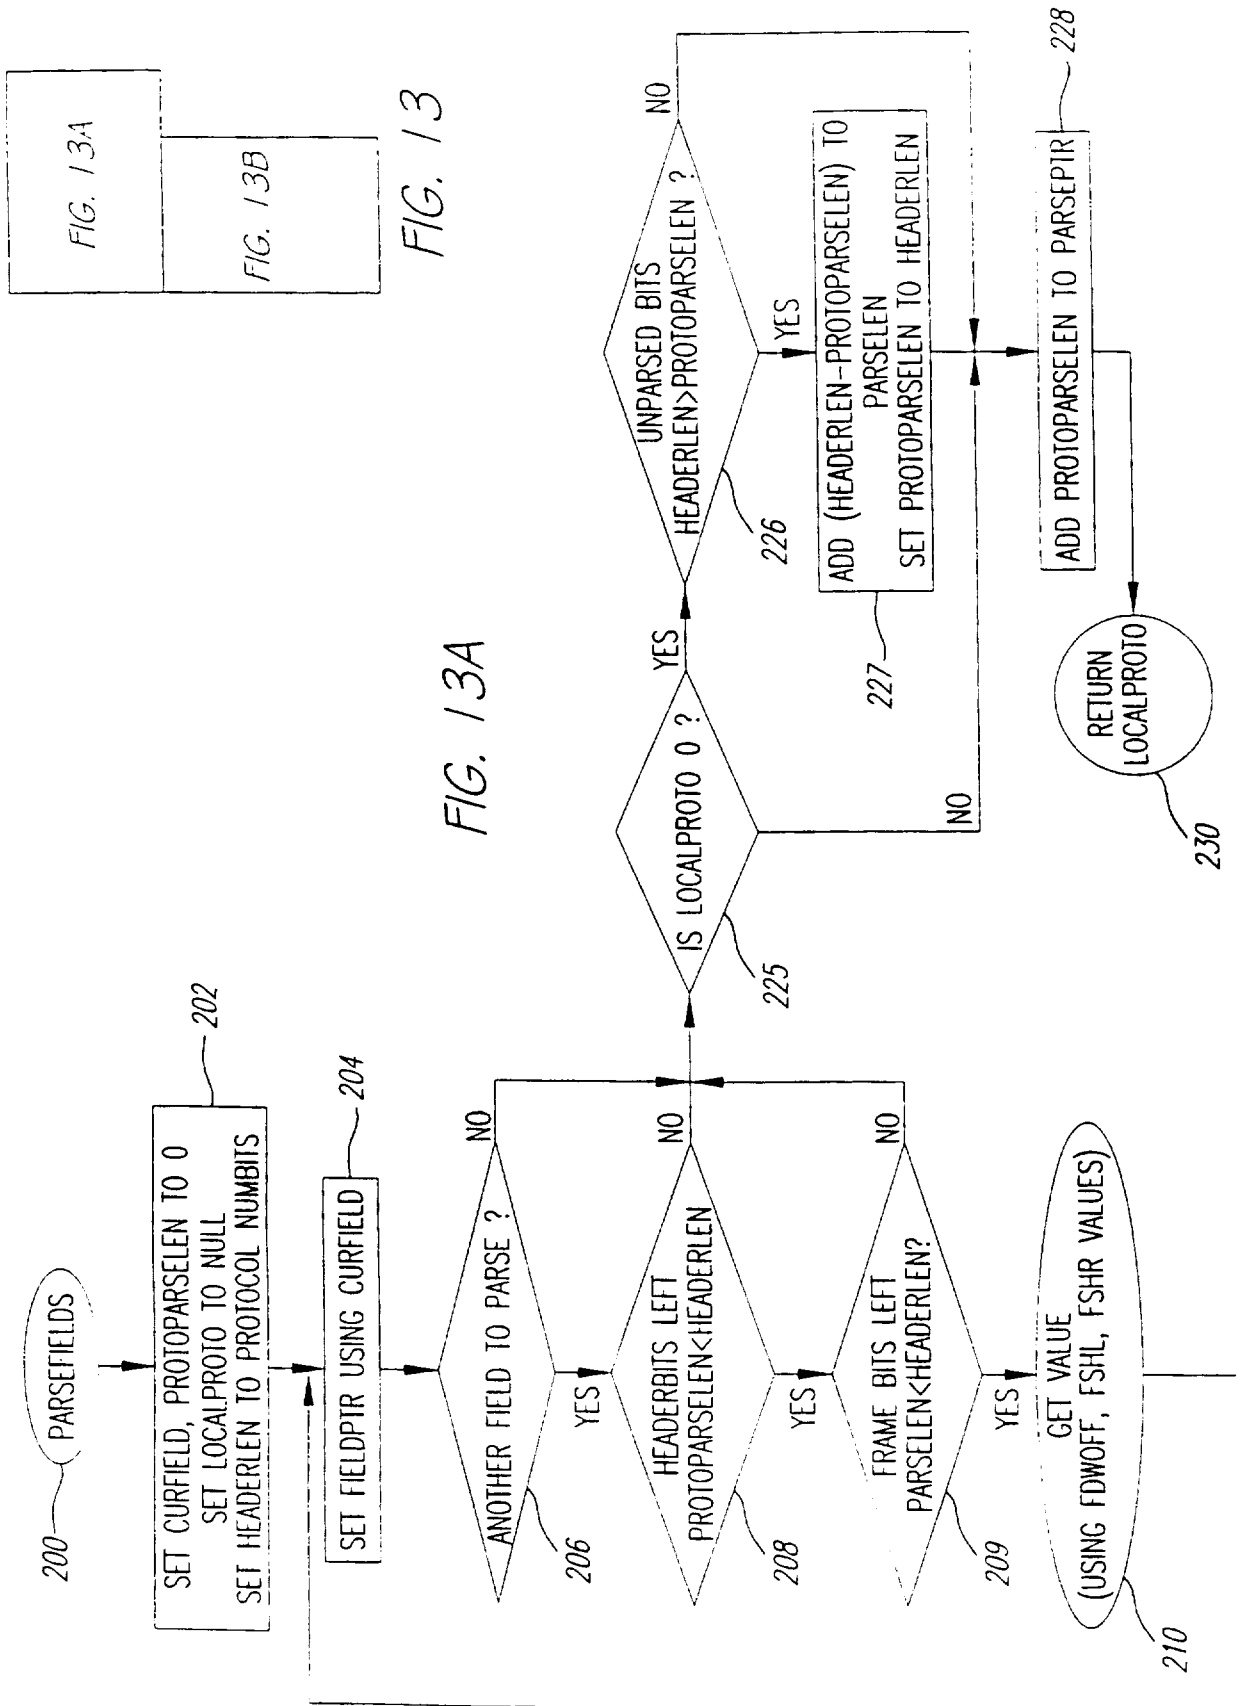 FIG. 13A
FIG. 13B
FIG. 13
FIG. 13A
200
PARSEFIELDS
202
SET CURFIELD, PROTOPARSELEN TO 0
SET LOCALPROTO TO NULL
SET HEADERLEN TO PROTOCOL NUMBITS
204
SET FIELDPTR USING CURFIELD
206
ANOTHER FIELD TO PARSE ?
NO
YES
208
HEADERBITS LEFT
PROTOPARSELEN<HEADERLEN
NO
YES
209
FRAME BITS LEFT
PARSELEN<HEADERLEN?
NO
YES
210
GET VALUE
(USING FDWOFF, FSHL, FSHR VALUES)
225
IS LOCALPROTO 0 ?
YES
NO
226
UNPARSED BITS
HEADERLEN>PROTOPARSELEN ?
NO
YES
227
ADD (HEADERLEN-PROTOPARSELEN) TO
PARSELEN
SET PROTOPARSELEN TO HEADERLEN
228
ADD PROTOPARSELEN TO PARSEPTR
230
RETURN
LOCALPROTO